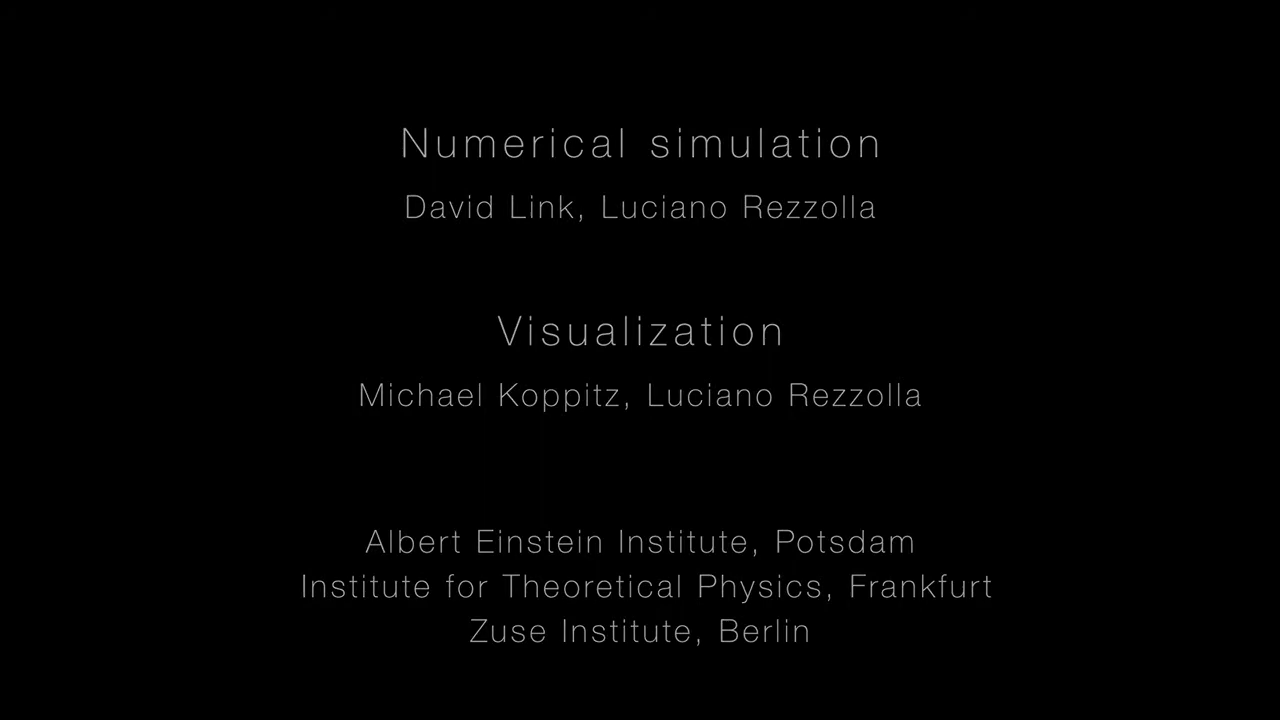 Numerical simulation
David Link, Luciano Rezzolla
Visualization
Michael Koppitz, Luciano Rezzolla
Albert Einstein Institute, Potsdam
Institute for Theoretical Physics, Frankfurt
Zuse Institute, Berlin